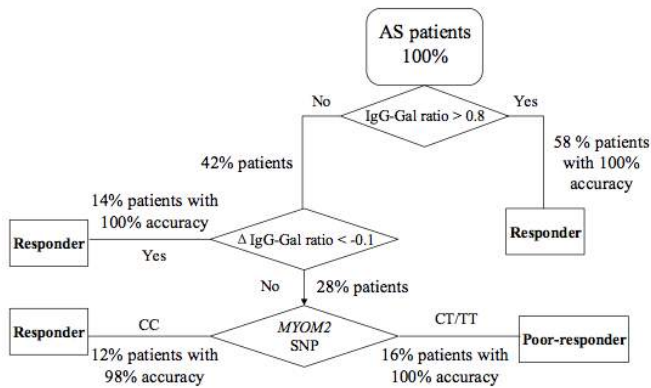 AS patients
100%
No
Yes
IgG-Gal ratio > 0.8
58 % patients
with 100%
accuracy
42% patients
14% patients with
100% accuracy
Responder
Responder
Δ IgG-Gal ratio < -0.1
Yes
No
28% patients
Responder
CC
MYOM2
SNP
CT/TT
Poor-responder
12% patients with
98% accuracy
16% patients with
100% accuracy